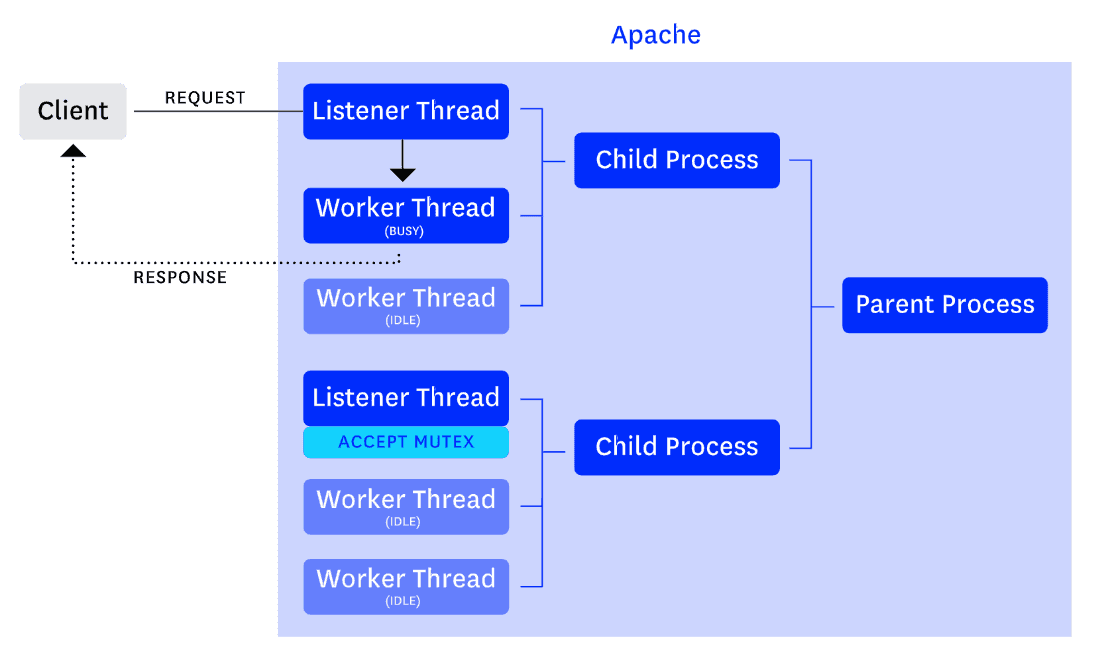 Apache
Client
REQUEST
Listener Thread
Child Process
Worker Thread
(BUSY)
RESPONSE
Worker Thread
(IDLE)
Parent Process
Listener Thread
ACCEPT MUTEX
Child Process
Worker Thread
(IDLE)
Worker Thread
(IDLE)